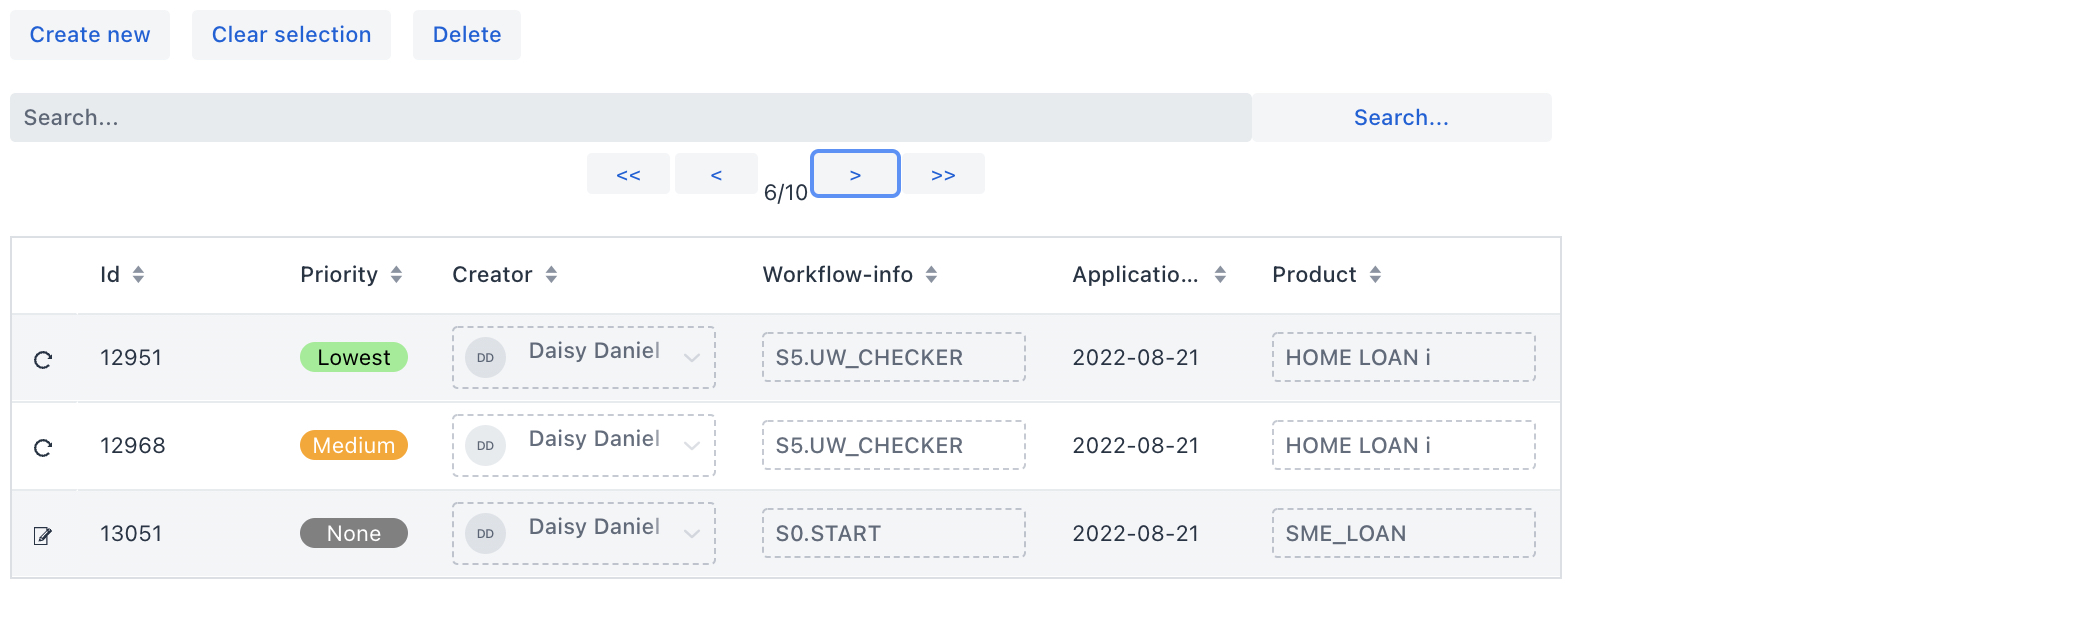 Create new Clear selection Delete
Search... Search...
<< < 6/10 > >>
Id Priority Creator Workflow-info Applicatio... Product
12951 Lowest DD Daisy Daniel S5.UW_CHECKER 2022-08-21 HOME LOAN i
12968 Medium DD Daisy Daniel S5.UW_CHECKER 2022-08-21 HOME LOAN i
13051 None DD Daisy Daniel S0.START 2022-08-21 SME_LOAN